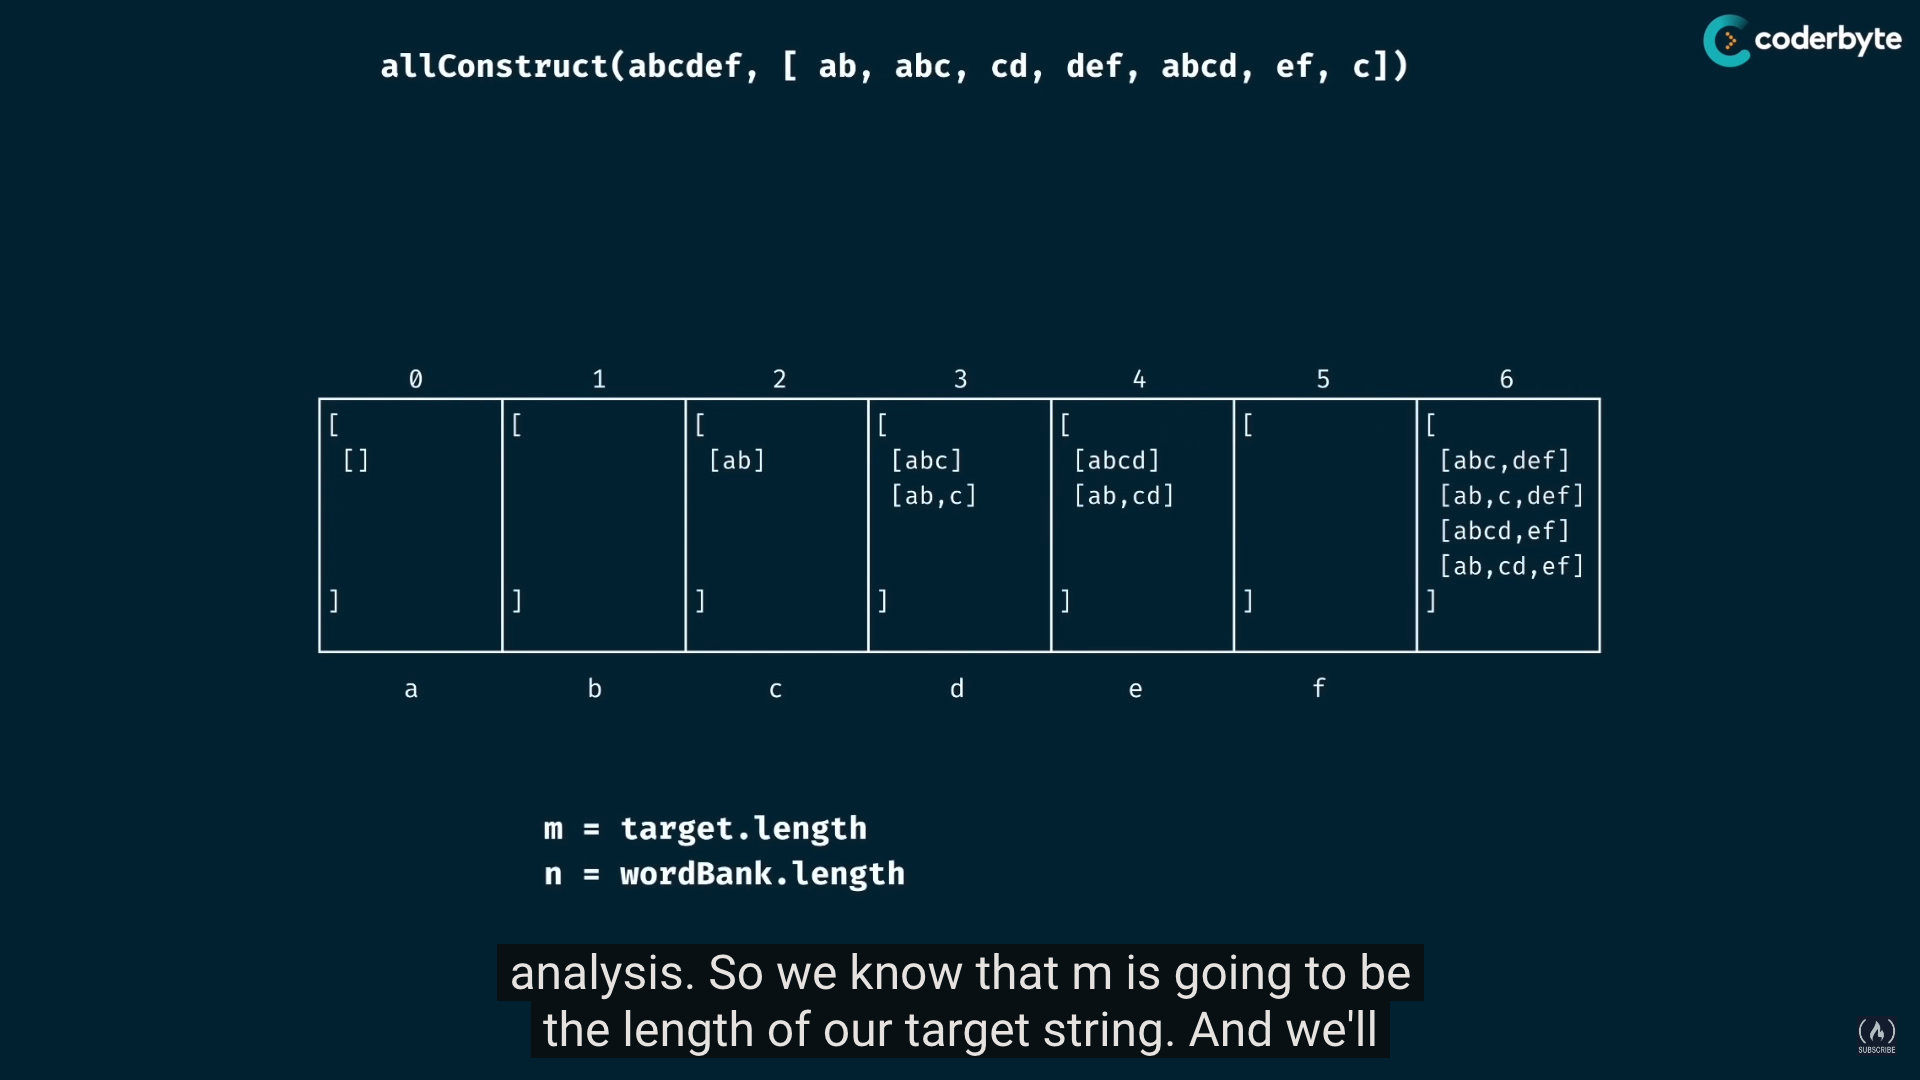 coderbyte
allConstruct(abcdef, [ ab, abc, cd, def, abcd, ef, c])
0 1 2 3 4 5 6
[ [ [ [ [ [ [
[] [ab] [abc] [abcd] [abc,def]
[ab,c] [ab,cd] [ab,c,def]
[abcd,ef]
[ab,cd,ef]
] ] ] ] ] ] ]
a b c d e f
m = target.length
n = wordBank.length
analysis. So we know that m is going to be
the length of our target string. And we'll
SUBSCRIBE